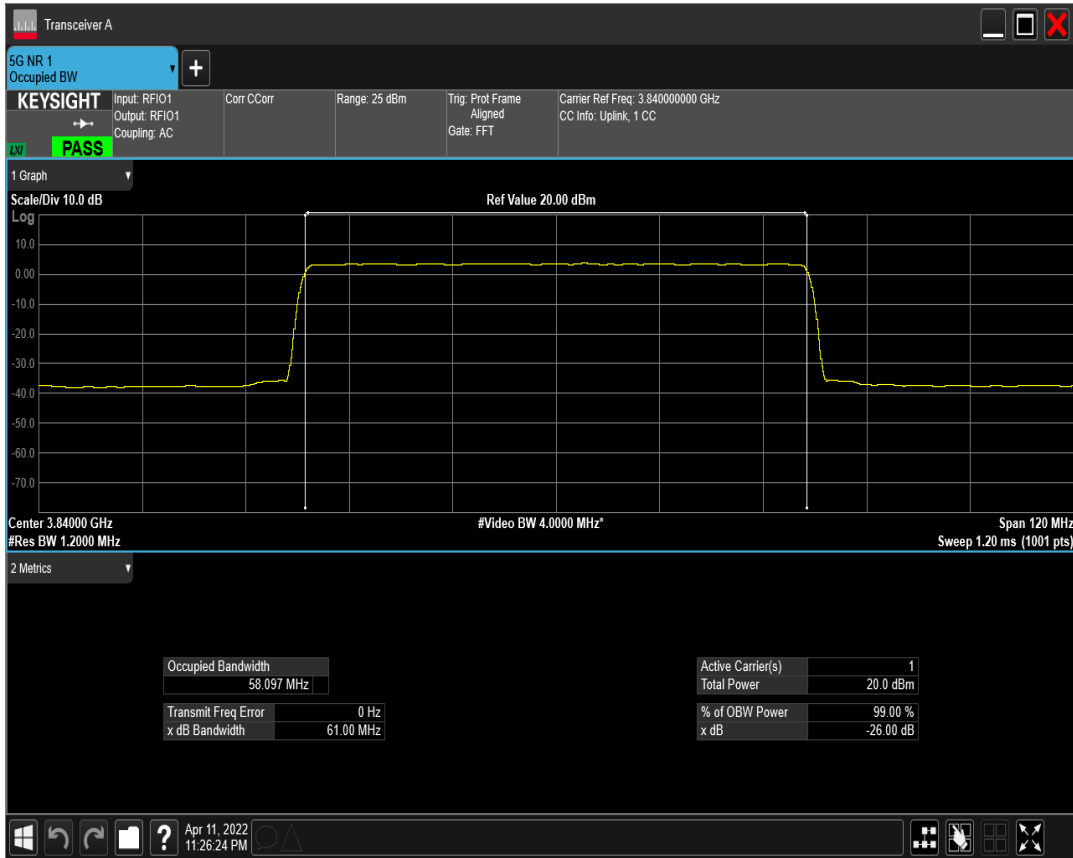 Transceiver A
5G NR 1
Occupied BW
KEYSIGHT
LXI
PASS
Input: RFIO1
Output: RFIO1
Coupling: AC
Corr CCorr
Range: 25 dBm
Trig: Prot Frame
Aligned
Gate: FFT
Carrier Ref Freq: 3.840000000 GHz
CC Info: Uplink, 1 CC
1 Graph
Scale/Div 10.0 dB
Ref Value 20.00 dBm
Log
10.0
0.00
-10.0
-20.0
-30.0
-40.0
-50.0
-60.0
-70.0
Center 3.84000 GHz
#Video BW 4.0000 MHz*
Span 120 MHz
#Res BW 1.2000 MHz
Sweep 1.20 ms (1001 pts)
2 Metrics
Occupied Bandwidth
58.097 MHz
Transmit Freq Error 0 Hz
x dB Bandwidth 61.00 MHz
Active Carrier(s) 1
Total Power 20.0 dBm
% of OBW Power 99.00 %
x dB -26.00 dB
?
Apr 11, 2022
11:26:24 PM